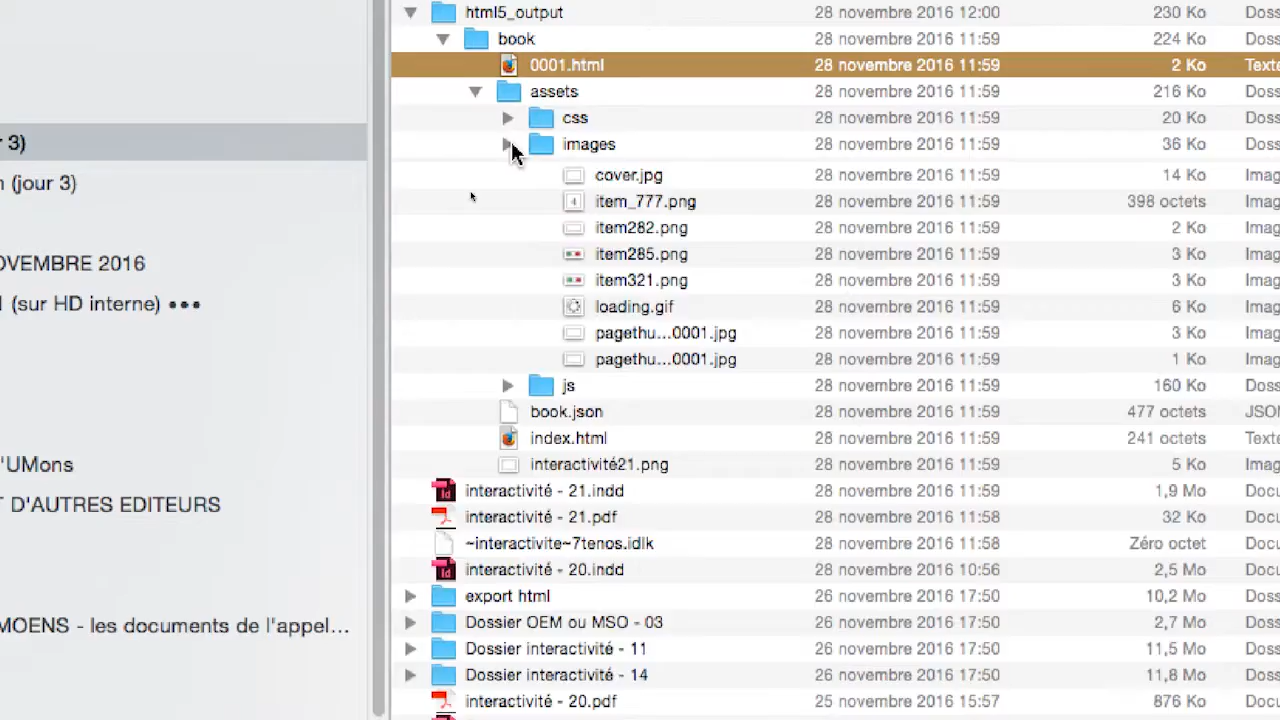 html5_output 28 novembre 2016 12:00 230 Ko Doss
book 28 novembre 2016 11:59 224 Ko Doss
0001.html 28 novembre 2016 11:59 2 Ko Texte
assets 28 novembre 2016 11:59 216 Ko Doss
css 28 novembre 2016 11:59 20 Ko Doss
r 3) images 28 novembre 2016 11:59 36 Ko Doss
cover.jpg 28 novembre 2016 11:59 14 Ko Imag
n (jour 3) item_777.png 28 novembre 2016 11:59 398 octets Imag
item282.png 28 novembre 2016 11:59 2 Ko Imag
OVEMBRE 2016 item285.png 28 novembre 2016 11:59 3 Ko Imag
item321.png 28 novembre 2016 11:59 3 Ko Imag
(sur HD interne) ••• loading.gif 28 novembre 2016 11:59 6 Ko Imag
pagethu...0001.jpg 28 novembre 2016 11:59 3 Ko Imag
pagethu...0001.jpg 28 novembre 2016 11:59 1 Ko Imag
js 28 novembre 2016 11:59 160 Ko Doss
book.json 28 novembre 2016 11:59 477 octets JSO
index.html 28 novembre 2016 11:59 241 octets Texte
'UMons interactivité21.png 28 novembre 2016 11:59 5 Ko Imag
interactivité - 21.indd 28 novembre 2016 11:59 1,9 Mo Docu
T D'AUTRES EDITEURS interactivité - 21.pdf 28 novembre 2016 11:58 32 Ko Docu
~interactivite~7tenos.idlk 28 novembre 2016 11:58 Zéro octet Docu
interactivité - 20.indd 28 novembre 2016 10:56 2,5 Mo Docu
export html 26 novembre 2016 17:50 10,2 Mo Doss
MOENS - les documents de l'appel... Dossier OEM ou MSO - 03 26 novembre 2016 17:50 2,7 Mo Doss
Dossier interactivité - 11 26 novembre 2016 17:50 11,5 Mo Doss
Dossier interactivité - 14 26 novembre 2016 17:50 11,8 Mo Doss
interactivité - 20.pdf 25 novembre 2016 15:57 876 Ko Docu